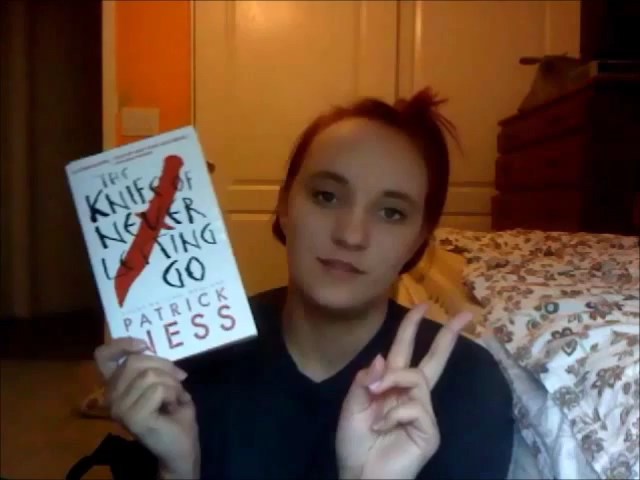 THE
KNIFE OF
NEVER
LETTING
GO
PATRICK
NESS